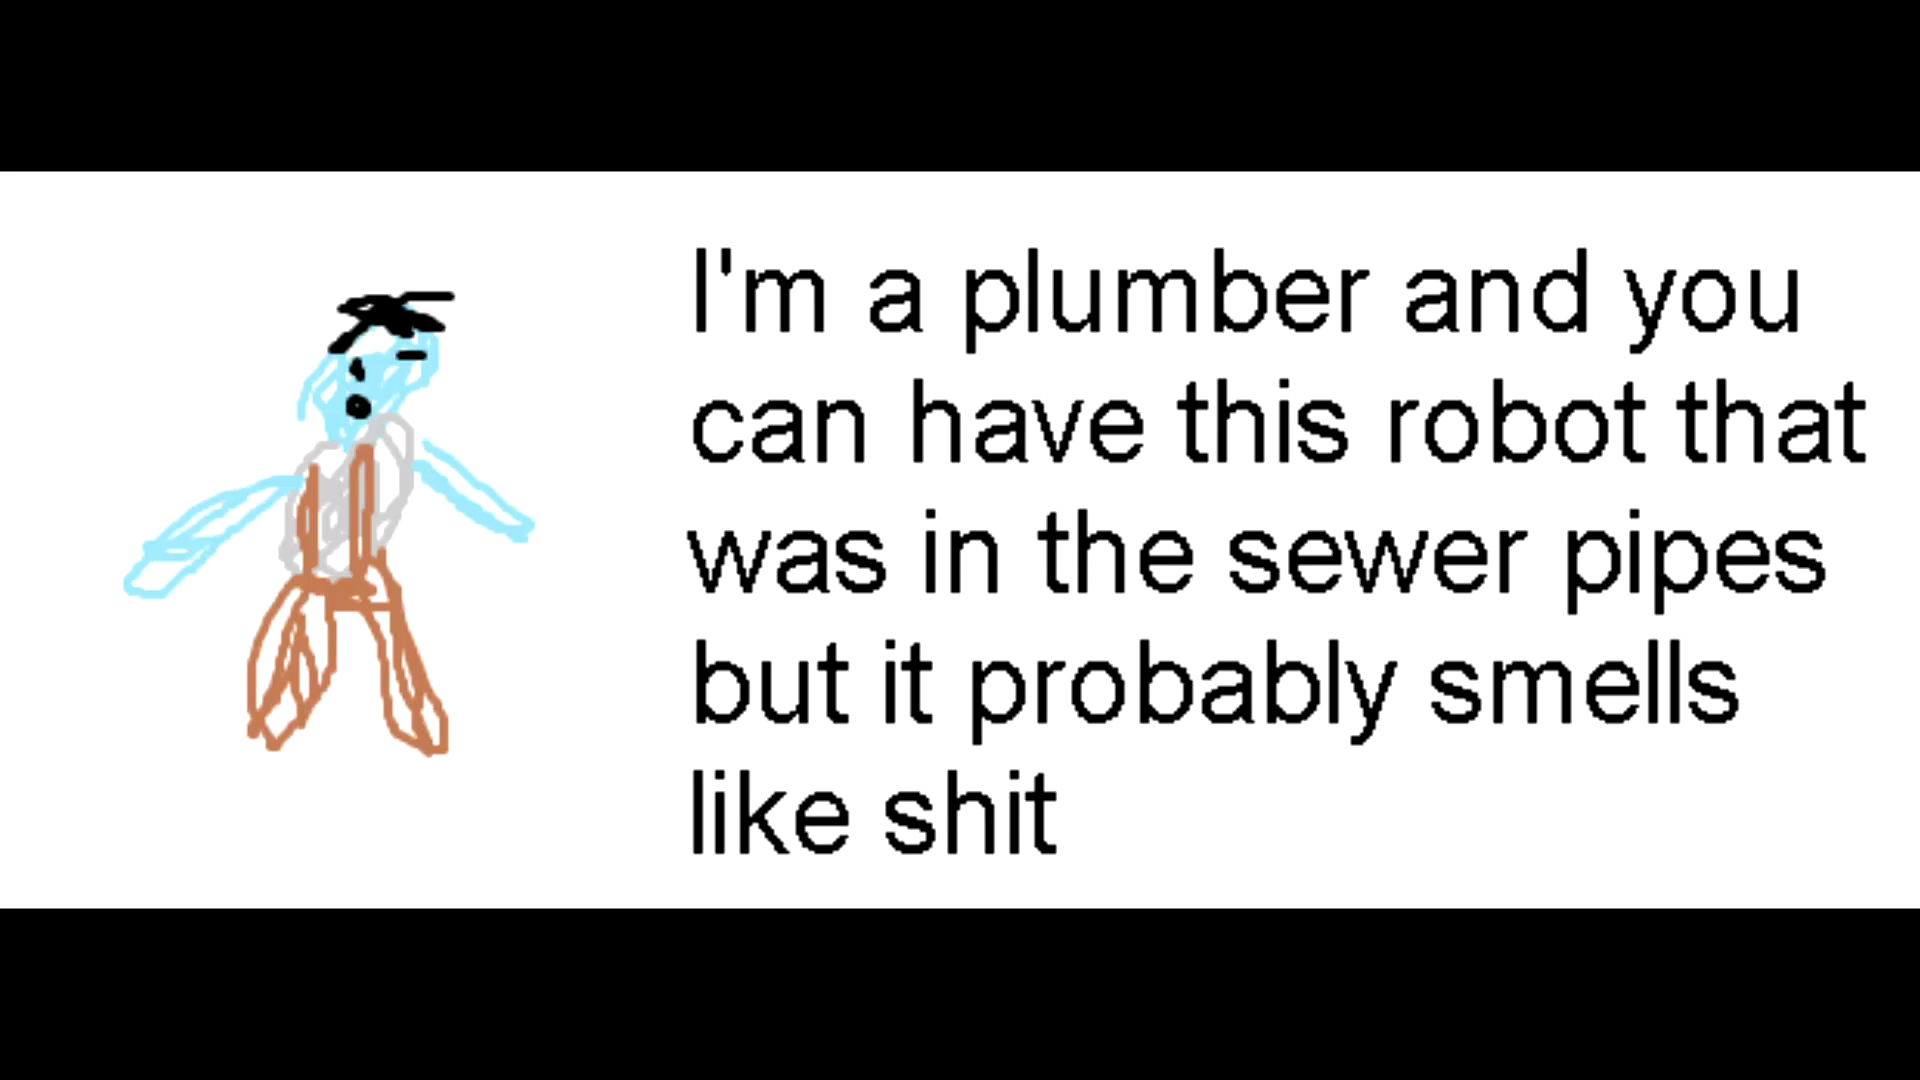 I'm a plumber and you
can have this robot that
was in the sewer pipes
but it probably smells
like shit